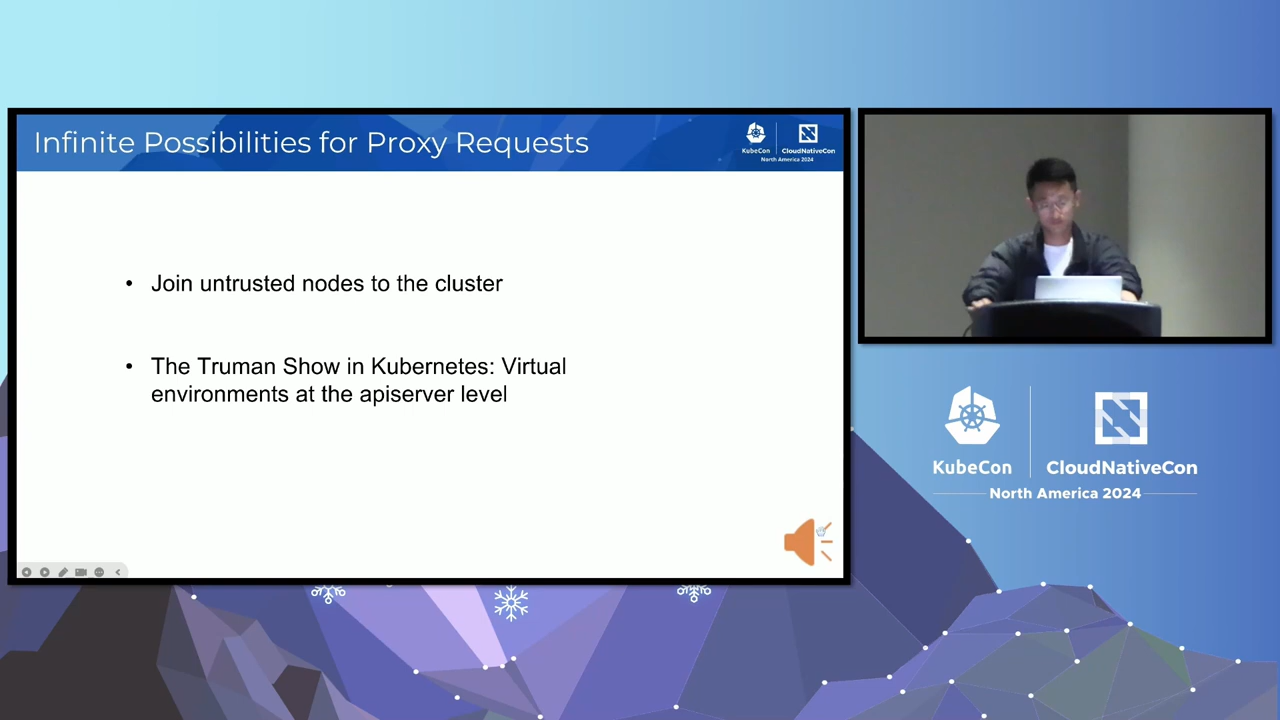 Infinite Possibilities for Proxy Requests
KubeCon
CloudNativeCon
North America 2024
• Join untrusted nodes to the cluster
• The Truman Show in Kubernetes: Virtual
environments at the apiserver level
KubeCon
CloudNativeCon
North America 2024